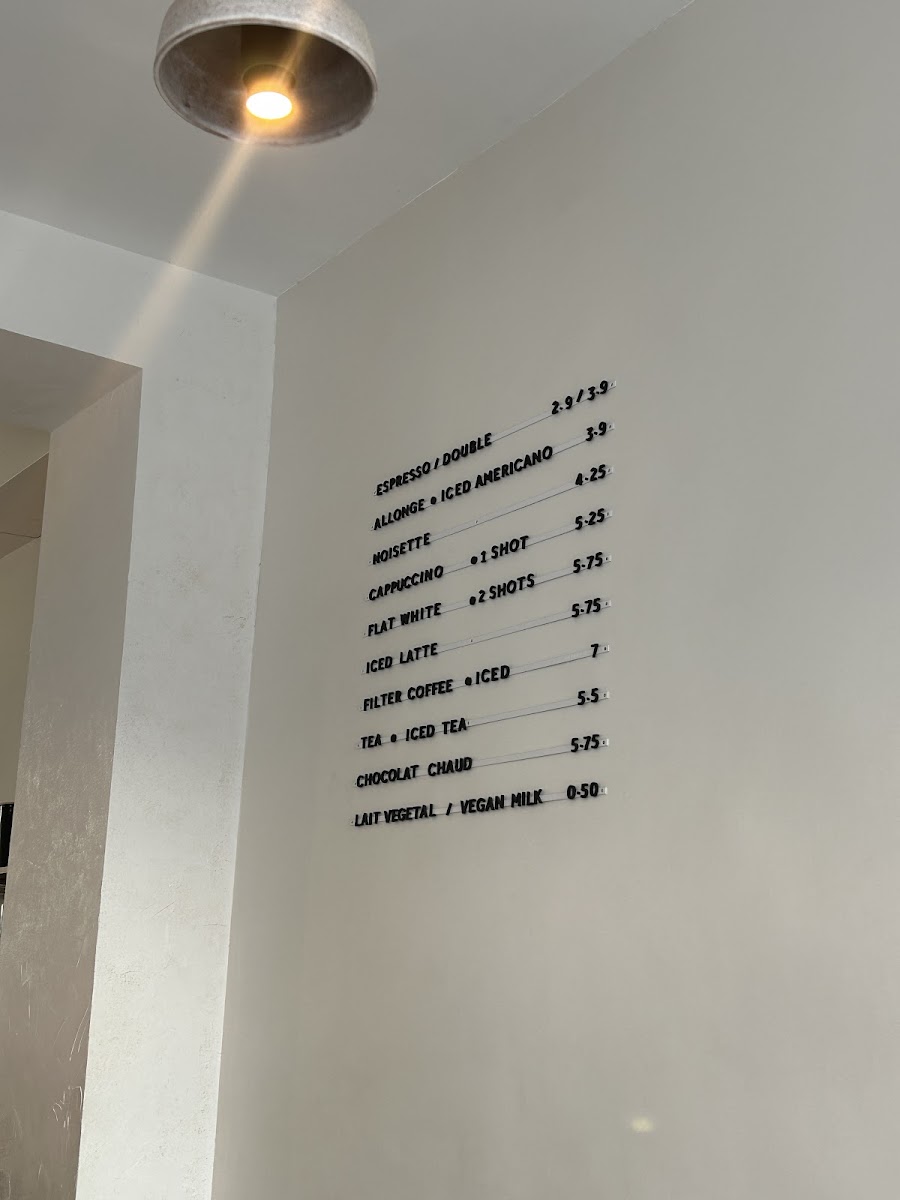 ESPRESSO / DOUBLE 2.9 / 3.9
ALLONGE • ICED AMERICANO 3.9
NOISETTE 4.25
CAPPUCCINO • 1 SHOT 5.25
FLAT WHITE • 2 SHOTS 5.75
ICED LATTE 5.75
FILTER COFFEE • ICED 7
TEA • ICED TEA 5.5
CHOCOLAT CHAUD 5.75
LAIT VEGETAL / VEGAN MILK 0.50